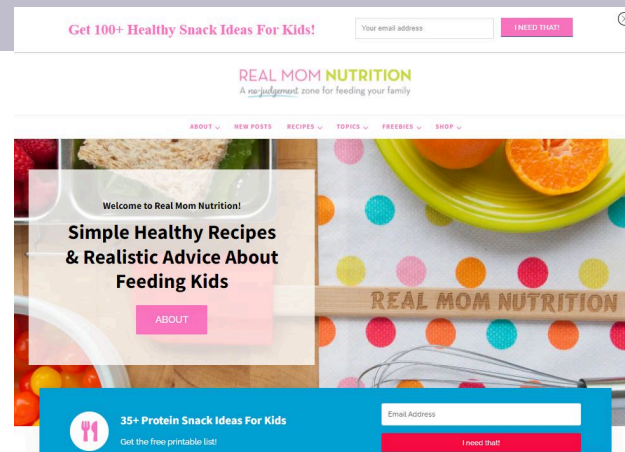 Get 100+ Healthy Snack Ideas For Kids!
Your email address
I NEED THAT!
REAL MOM NUTRITION
A no-judgement zone for feeding your family
ABOUT NEW POSTS RECIPES TOPICS FREEBIES SHOP
Welcome to Real Mom Nutrition!
Simple Healthy Recipes
& Realistic Advice About
Feeding Kids
ABOUT
REAL MOM NUTRITION
35+ Protein Snack Ideas For Kids
Get the free printable list!
Email Address
I need that!